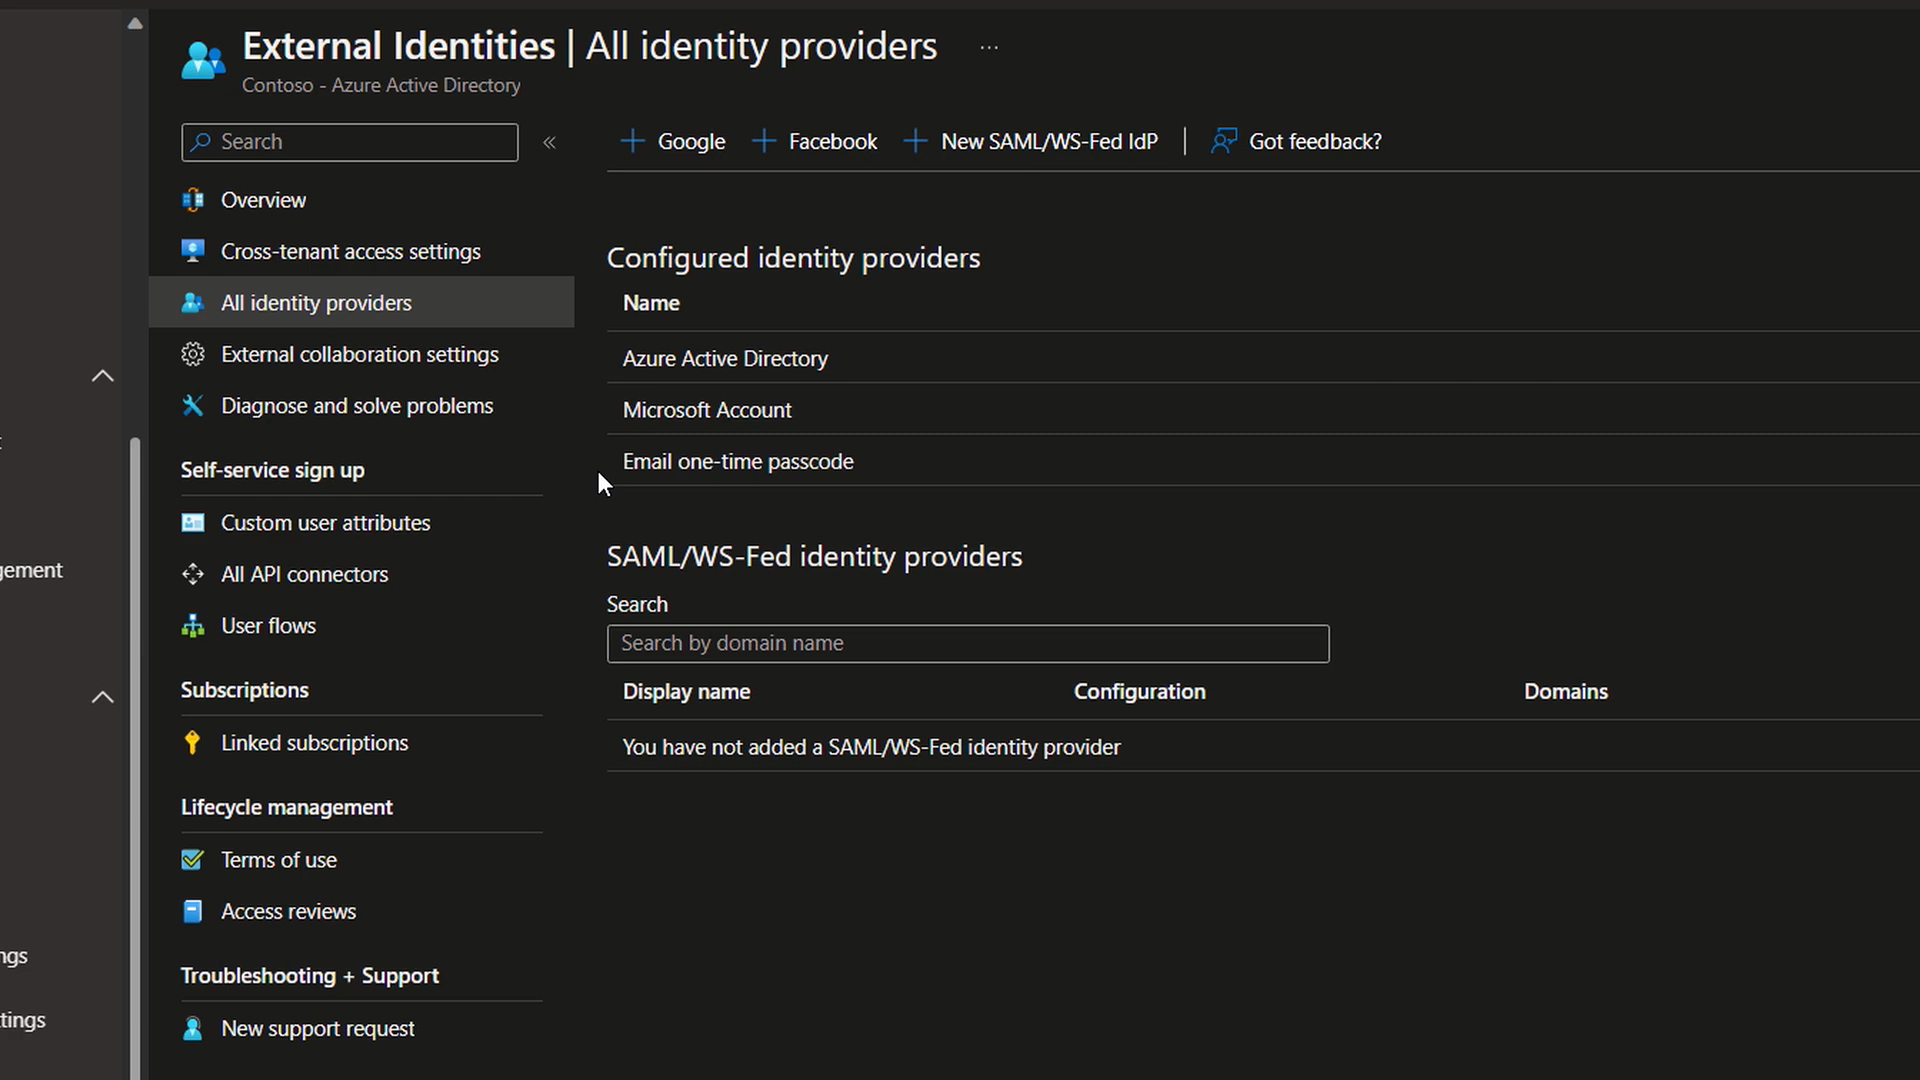 External Identities | All identity providers ...
Contoso - Azure Active Directory
Search
Google
Facebook
New SAML/WS-Fed IdP
Got feedback?
Overview
Cross-tenant access settings
All identity providers
External collaboration settings
Diagnose and solve problems
Self-service sign up
Custom user attributes
All API connectors
User flows
Subscriptions
Linked subscriptions
Lifecycle management
Terms of use
Access reviews
Troubleshooting + Support
New support request
Configured identity providers
Name
Azure Active Directory
Microsoft Account
Email one-time passcode
SAML/WS-Fed identity providers
Search
Search by domain name
Display name Configuration Domains
You have not added a SAML/WS-Fed identity provider